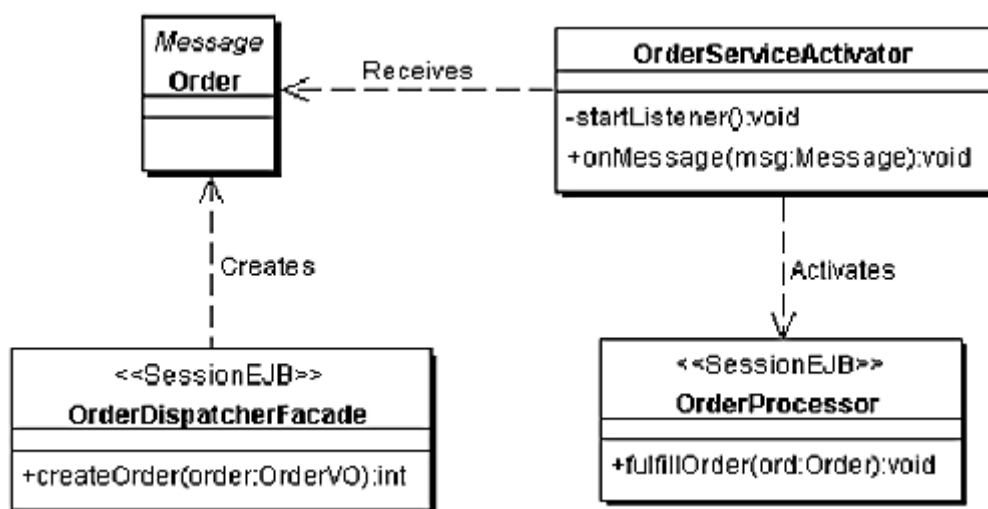 Message
Order
Receives
OrderServiceActivator
-startListener():void
+onMessage(msg:Message):void
Creates
Activates
<<SessionEJB>>
OrderDispatcherFacade
+createOrder(order:OrderVO):int
<<SessionEJB>>
OrderProcessor
+fulfillOrder(ord:Order):void